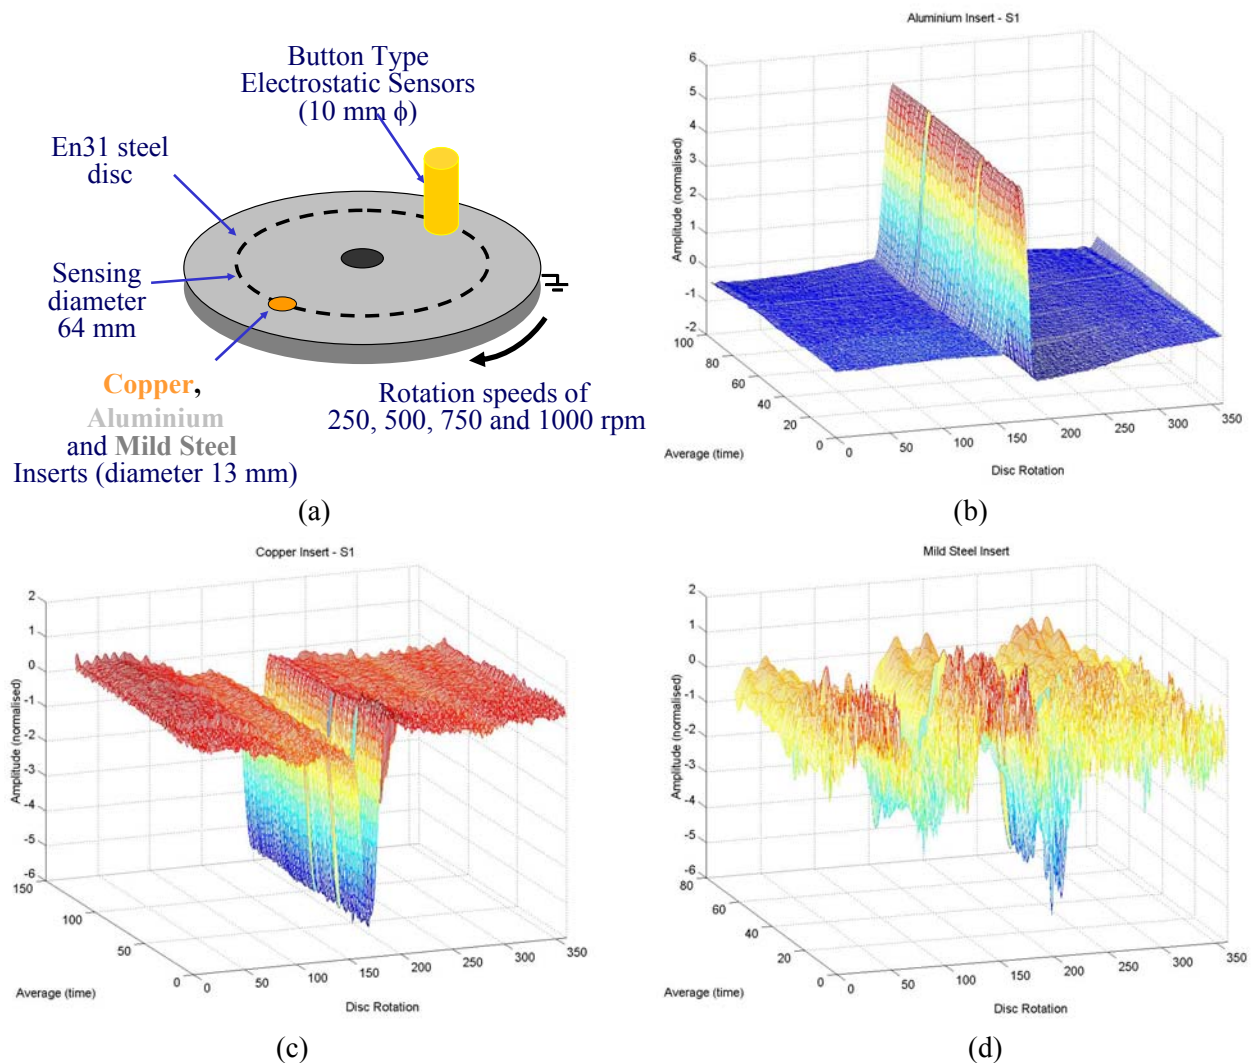 Button Type
Electrostatic Sensors
(10 mm ϕ)
En31 steel
disc
Sensing
diameter
64 mm
Copper,
Aluminium
and Mild Steel
Inserts (diameter 13 mm)
Rotation speeds of
250, 500, 750 and 1000 rpm
(a)
Aluminium Insert - S1
Amplitude (normalised)
6
5
4
3
2
1
0
-1
-2
100
80
60
40
20
0
Average (time)
0
50
100
150
200
250
300
350
Disc Rotation
(b)
Copper Insert - S1
Amplitude (normalised)
2
1
0
-1
-2
-3
-4
-5
-6
150
100
50
0
Average (time)
0
50
100
150
200
250
300
350
Disc Rotation
(c)
Mild Steel Insert
Amplitude (normalised)
2
1
0
-1
-2
-3
-4
-5
-6
80
60
40
20
0
Average (time)
0
50
100
150
200
250
300
350
Disc Rotation
(d)